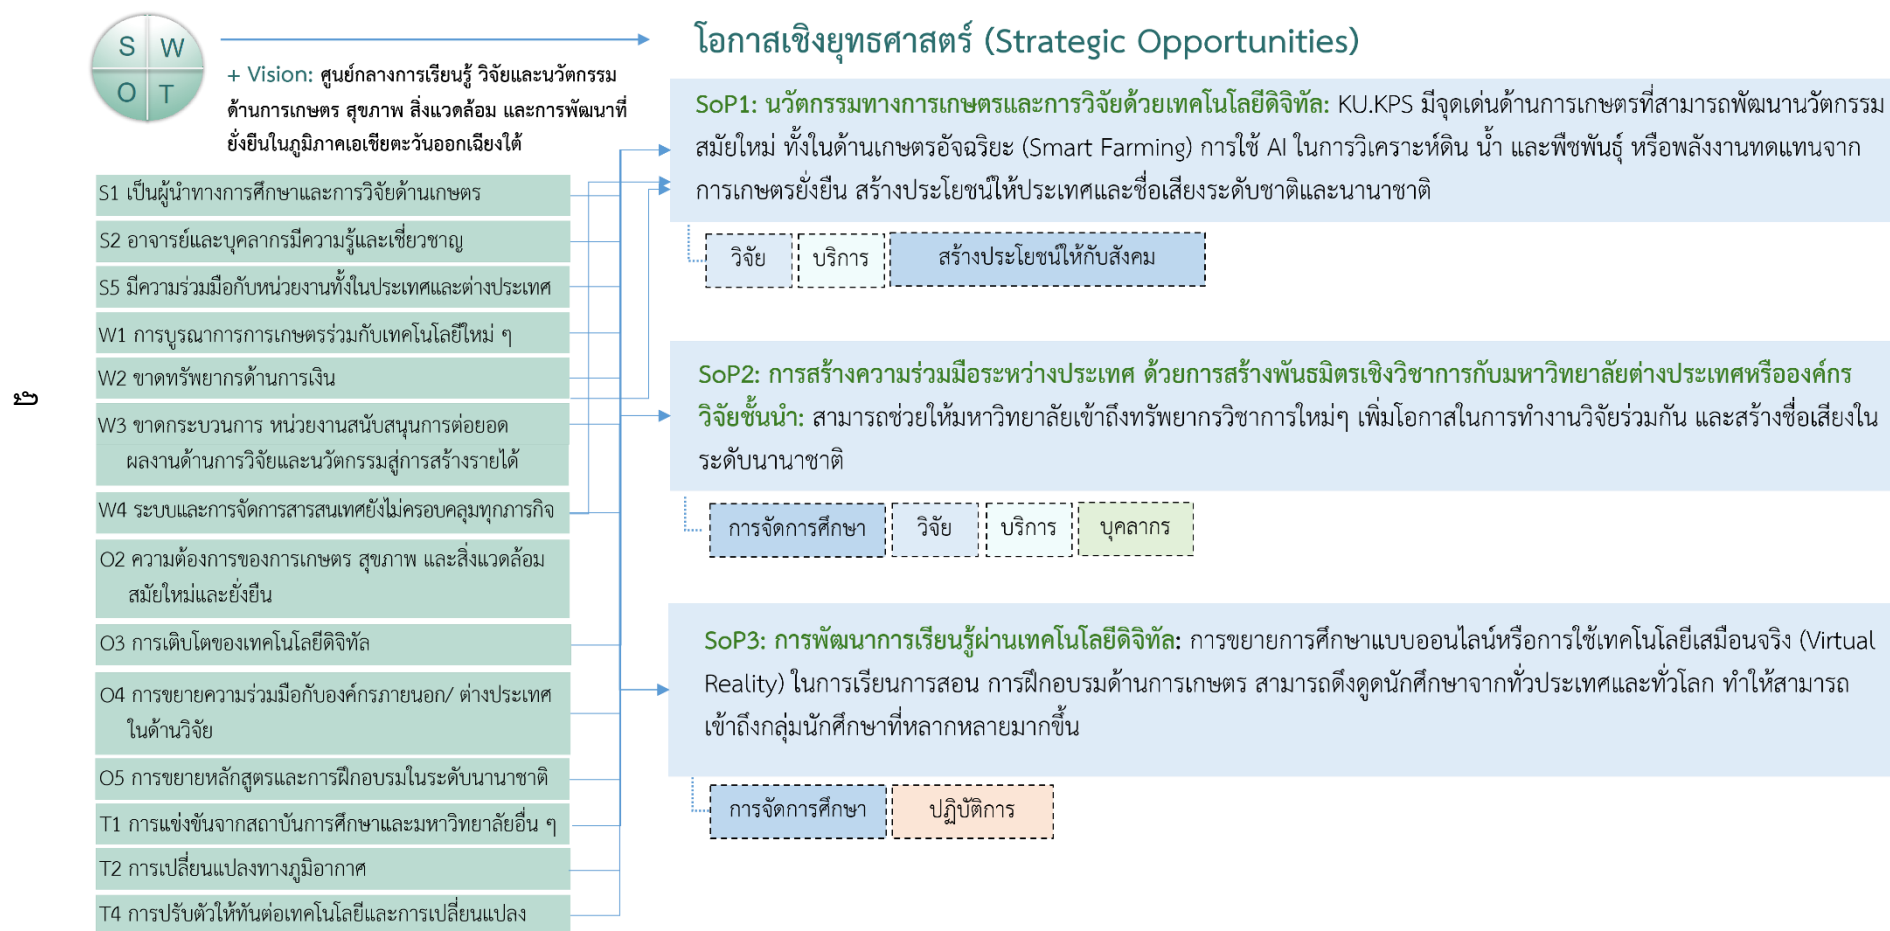 S W
O T
+ Vision: ศูนย์กลางการเรียนรู้ วิจัยและนวัตกรรม
ด้านการเกษตร สุขภาพ สิ่งแวดล้อม และการพัฒนาที่
ยั่งยืนในภูมิภาคเอเชียตะวันออกเฉียงใต้
S1 เป็นผู้นำทางการศึกษาและการวิจัยด้านเกษตร
S2 อาจารย์และบุคลากรมีความรู้และเชี่ยวชาญ
S5 มีความร่วมมือกับหน่วยงานทั้งในประเทศและต่างประเทศ
W1 การบูรณาการการเกษตรร่วมกับเทคโนโลยีใหม่ ๆ
W2 ขาดทรัพยากรด้านการเงิน
W3 ขาดกระบวนการ หน่วยงานสนับสนุนการต่อยอด
ผลงานด้านการวิจัยและนวัตกรรมสู่การสร้างรายได้
W4 ระบบและการจัดการสารสนเทศยังไม่ครอบคลุมทุกภารกิจ
O2 ความต้องการของการเกษตร สุขภาพ และสิ่งแวดล้อม
สมัยใหม่และยั่งยืน
O3 การเติบโตของเทคโนโลยีดิจิทัล
O4 การขยายความร่วมมือกับองค์กรภายนอก/ ต่างประเทศ
ในด้านวิจัย
O5 การขยายหลักสูตรและการฝึกอบรมในระดับนานาชาติ
T1 การแข่งขันจากสถาบันการศึกษาและมหาวิทยาลัยอื่น ๆ
T2 การเปลี่ยนแปลงทางภูมิอากาศ
T4 การปรับตัวให้ทันต่อเทคโนโลยีและการเปลี่ยนแปลง
โอกาสเชิงยุทธศาสตร์ (Strategic Opportunities)
SoP1: นวัตกรรมทางการเกษตรและการวิจัยด้วยเทคโนโลยีดิจิทัล: KU.KPS มีจุดเด่นด้านการเกษตรที่สามารถพัฒนานวัตกรรม
สมัยใหม่ ทั้งในด้านเกษตรอัจฉริยะ (Smart Farming) การใช้ AI ในการวิเคราะห์ดิน น้ำ และพืชพันธุ์ หรือพลังงานทดแทนจาก
การเกษตรยั่งยืน สร้างประโยชน์ให้ประเทศและชื่อเสียงระดับชาติและนานาชาติ
วิจัย บริการ สร้างประโยชน์ให้กับสังคม
SoP2: การสร้างความร่วมมือระหว่างประเทศ ด้วยการสร้างพันธมิตรเชิงวิชาการกับมหาวิทยาลัยต่างประเทศหรือองค์กร
วิจัยชั้นนำ: สามารถช่วยให้มหาวิทยาลัยเข้าถึงทรัพยากรวิชาการใหม่ๆ เพิ่มโอกาสในการทำงานวิจัยร่วมกัน และสร้างชื่อเสียงใน
ระดับนานาชาติ
การจัดการศึกษา วิจัย บริการ บุคลากร
SoP3: การพัฒนาการเรียนรู้ผ่านเทคโนโลยีดิจิทัล: การขยายการศึกษาแบบออนไลน์หรือการใช้เทคโนโลยีเสมือนจริง (Virtual
Reality) ในการเรียนการสอน การฝึกอบรมด้านการเกษตร สามารถดึงดูดนักศึกษาจากทั่วประเทศและทั่วโลก ทำให้สามารถ
เข้าถึงกลุ่มนักศึกษาที่หลากหลายมากขึ้น
การจัดการศึกษา ปฏิบัติการ